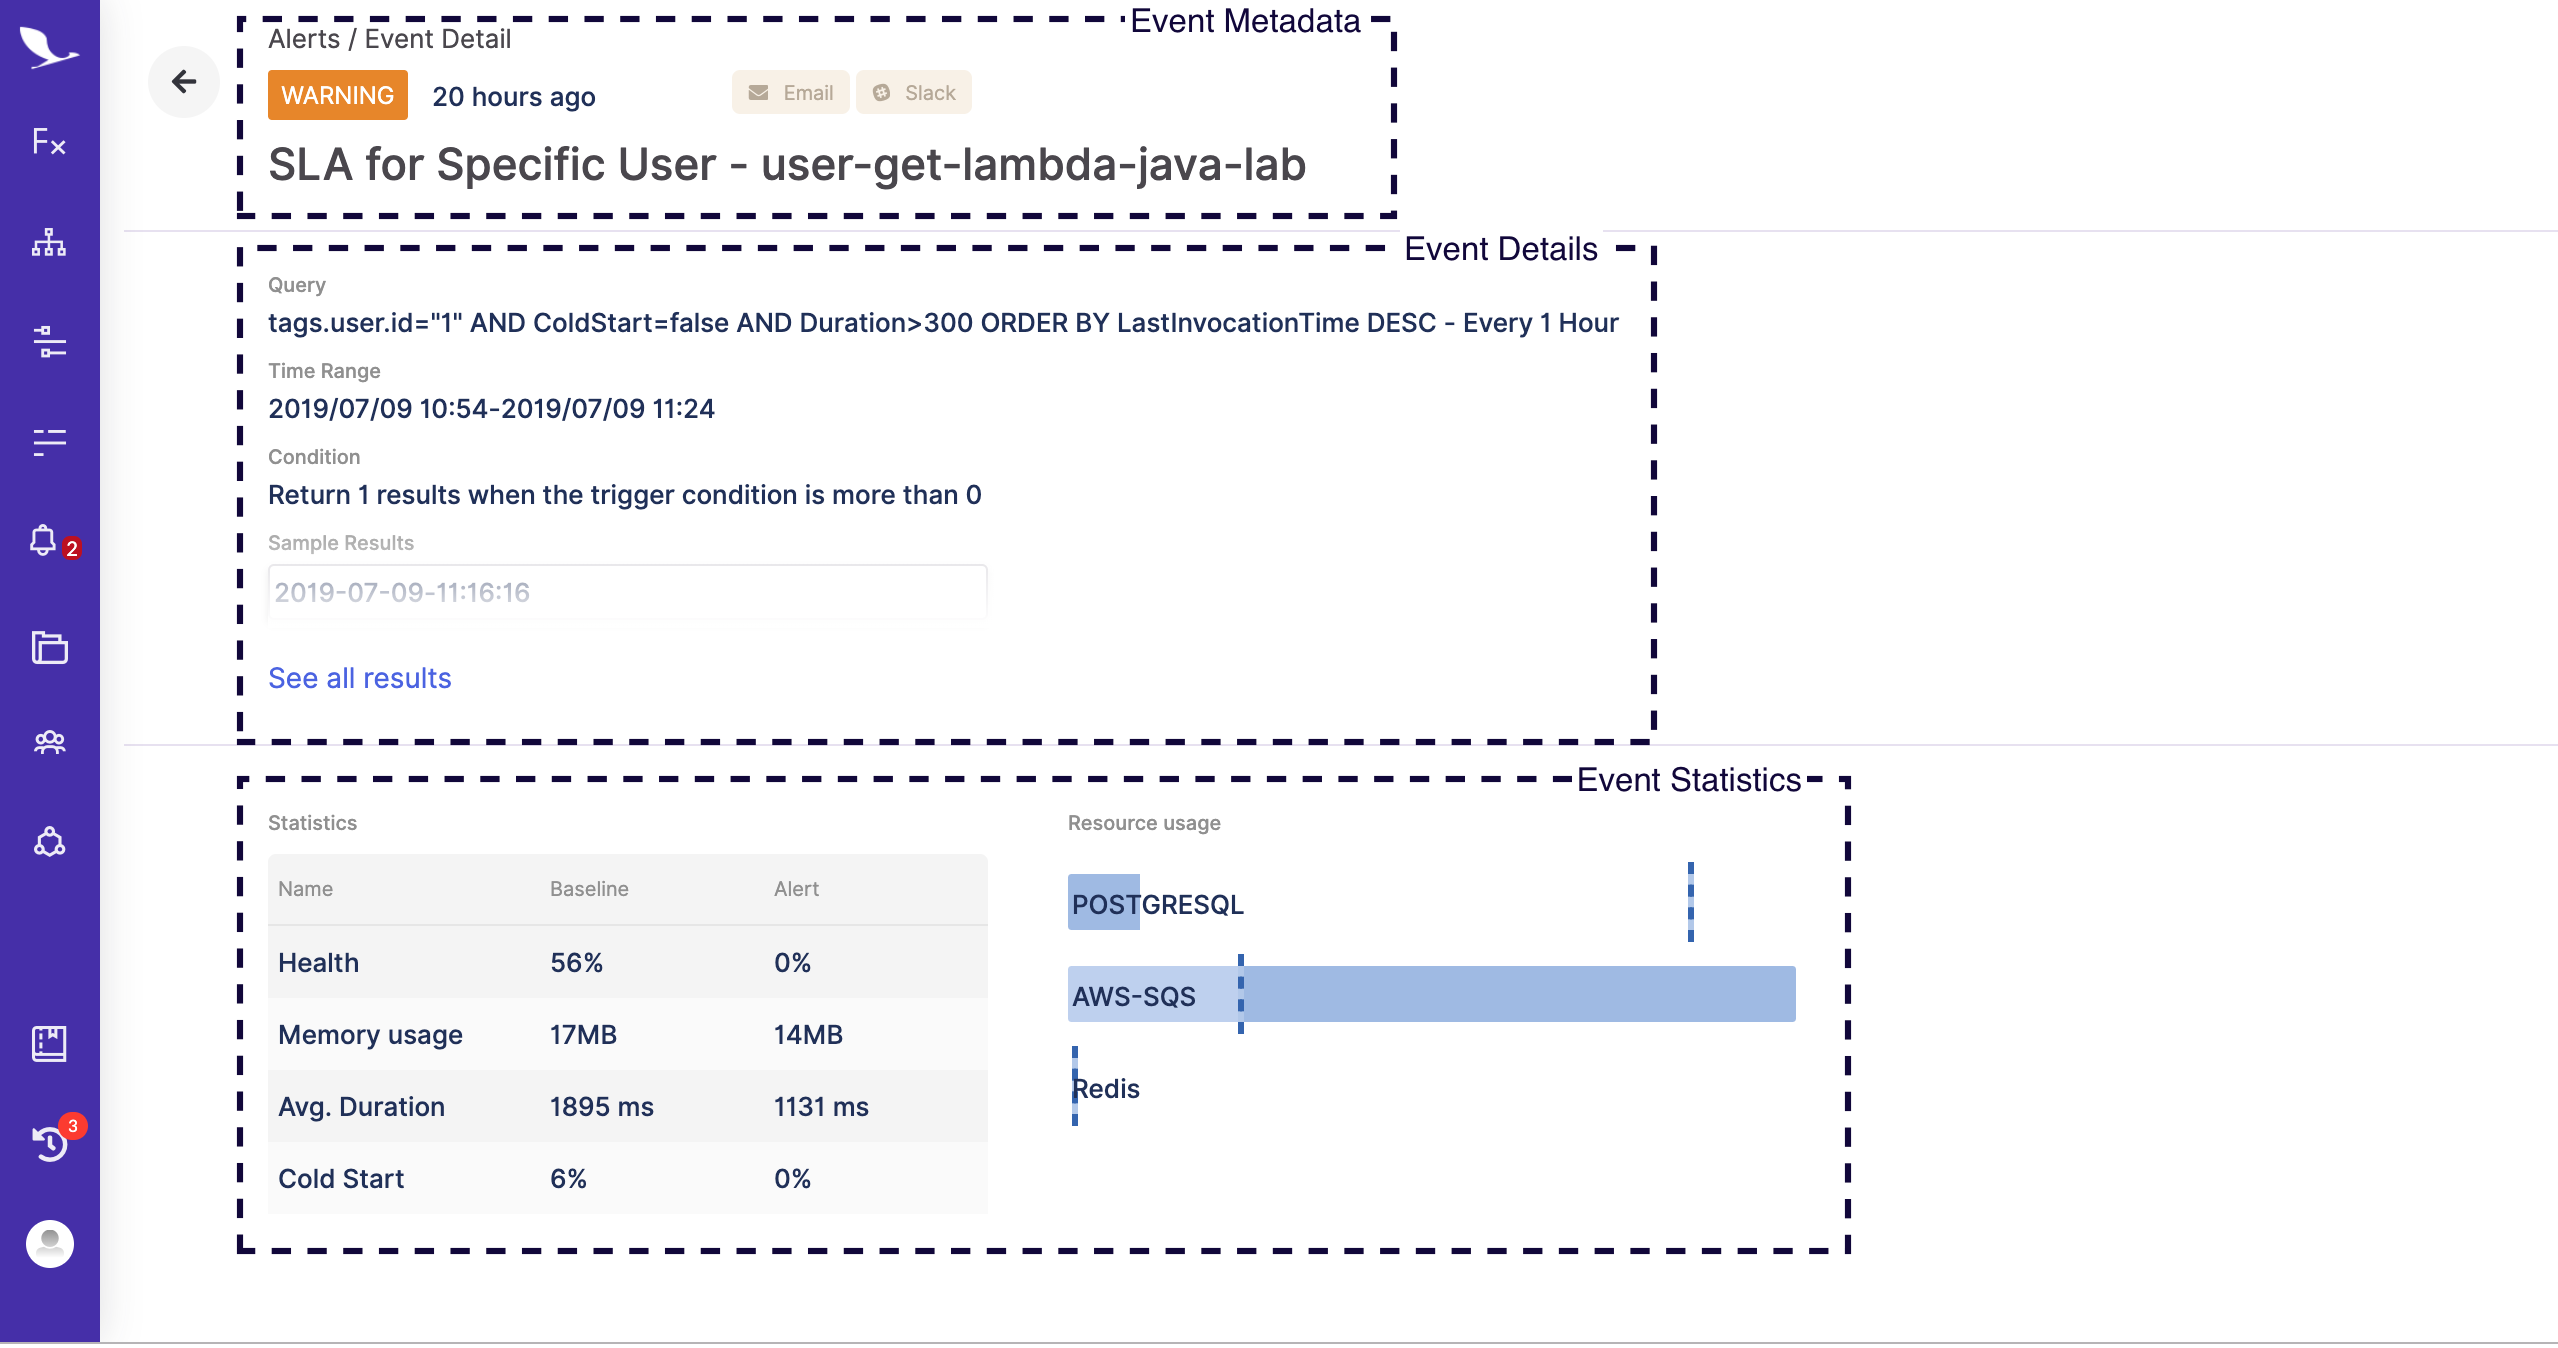 Event Metadata
Alerts / Event Detail
WARNING 20 hours ago Email Slack
SLA for Specific User - user-get-lambda-java-lab
Event Details
Query
tags.user.id="1" AND ColdStart=false AND Duration>300 ORDER BY LastInvocationTime DESC - Every 1 Hour
Time Range
2019/07/09 10:54-2019/07/09 11:24
Condition
Return 1 results when the trigger condition is more than 0
Sample Results
2019-07-09-11:16:16
See all results
Event Statistics
Statistics
Name Baseline Alert
Health 56% 0%
Memory usage 17MB 14MB
Avg. Duration 1895 ms 1131 ms
Cold Start 6% 0%
Resource usage
POSTGRESQL
AWS-SQS
Redis
Fx
2
3